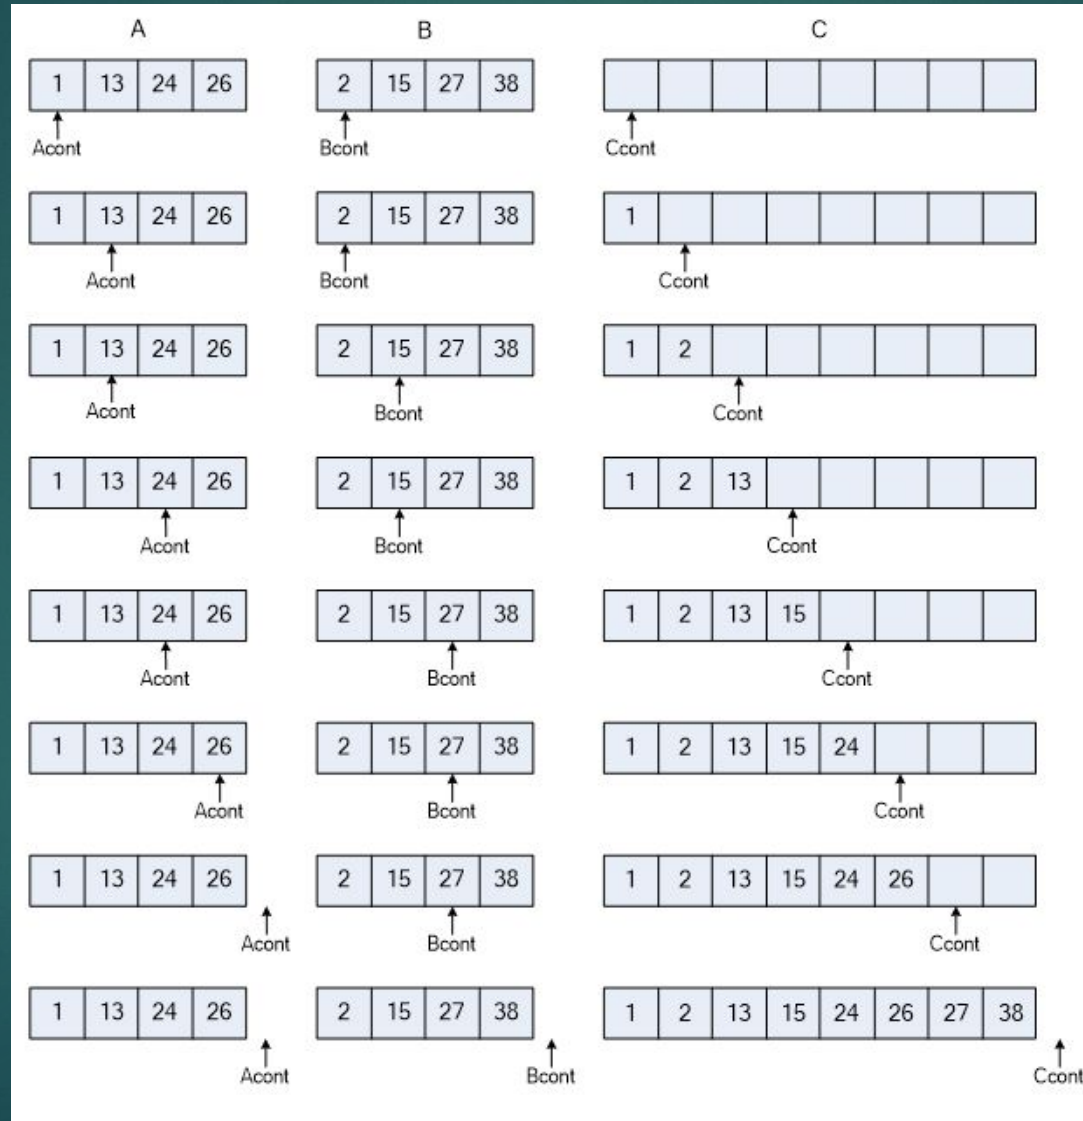 A B C
1 13 24 26 2 15 27 38
Acont Bcont Ccont
1 13 24 26 2 15 27 38 1
Acont Bcont Ccont
1 13 24 26 2 15 27 38 1 2
Acont Bcont Ccont
1 13 24 26 2 15 27 38 1 2 13
Acont Bcont Ccont
1 13 24 26 2 15 27 38 1 2 13 15
Acont Bcont Ccont
1 13 24 26 2 15 27 38 1 2 13 15 24
Acont Bcont Ccont
1 13 24 26 2 15 27 38 1 2 13 15 24 26
Acont Bcont Ccont
1 13 24 26 2 15 27 38 1 2 13 15 24 26 27 38
Acont Bcont Ccont